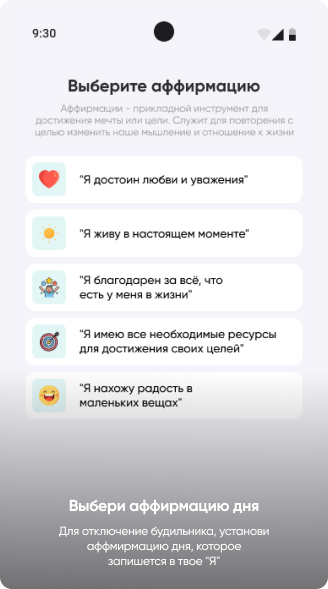 9:30
Выберите аффирмацию
Аффирмации - прикладной инструмент для
достижения мечты или цели. Служит для повторения с
целью изменить наше мышление и отношение к жизни
"Я достоин любви и уважения"
"Я живу в настоящем моменте"
"Я благодарен за всё, что
есть у меня в жизни"
"Я имею все необходимые ресурсы
для достижения своих целей"
"Я нахожу радость в
маленьких вещах"
Выбери аффирмацию дня
Для отключение будильника, установи
аффмирмацию дня, которое
запишется в твое "Я"